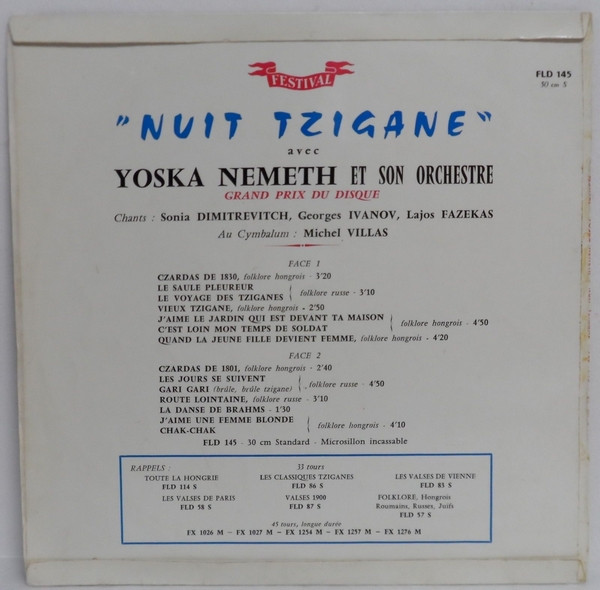 FESTIVAL
FLD 145
30 cm S
"NUIT TZIGANE"
avec
YOSKA NEMETH ET SON ORCHESTRE
GRAND PRIX DU DISQUE
Chants : Sonia DIMITREVITCH, Georges IVANOV, Lajos FAZEKAS
Au Cymbalum : Michel VILLAS
FACE 1
CZARDAS DE 1830, folklore hongrois - 3'20
LE SAULE PLEUREUR
LE VOYAGE DES TZIGANES
folklore russe - 3'10
VIEUX TZIGANE, folklore hongrois - 2'50
J'AIME LE JARDIN QUI EST DEVANT TA MAISON
C'EST LOIN MON TEMPS DE SOLDAT
folklore hongrois - 4'50
QUAND LA JEUNE FILLE DEVIENT FEMME, folklore hongrois - 4'20
FACE 2
CZARDAS DE 1801, folklore hongrois - 2'40
LES JOURS SE SUIVENT
GARI GARI (brûle, brûle tzigane)
folklore russe - 4'50
ROUTE LOINTAINE, folklore russe - 3'10
LA DANSE DE BRAHMS - 1'30
J'AIME UNE FEMME BLONDE
CHAK-CHAK
folklore hongrois - 4'10
FLD 145 - 30 cm Standard - Microsillon incassable
RAPPELS :
33 tours
TOUTE LA HONGRIE
FLD 114 S
LES CLASSIQUES TZIGANES
FLD 86 S
LES VALSES DE VIENNE
FLD 85 S
LES VALSES DE PARIS
FLD 58 S
VALSES 1900
FLD 87 S
FOLKLORE, Hongrois
Roumains, Russes, Juifs
FLD 57 S
45 tours, longue durée
FX 1026 M - FX 1027 M - FX 1254 M - FX 1257 M - FX 1276 M